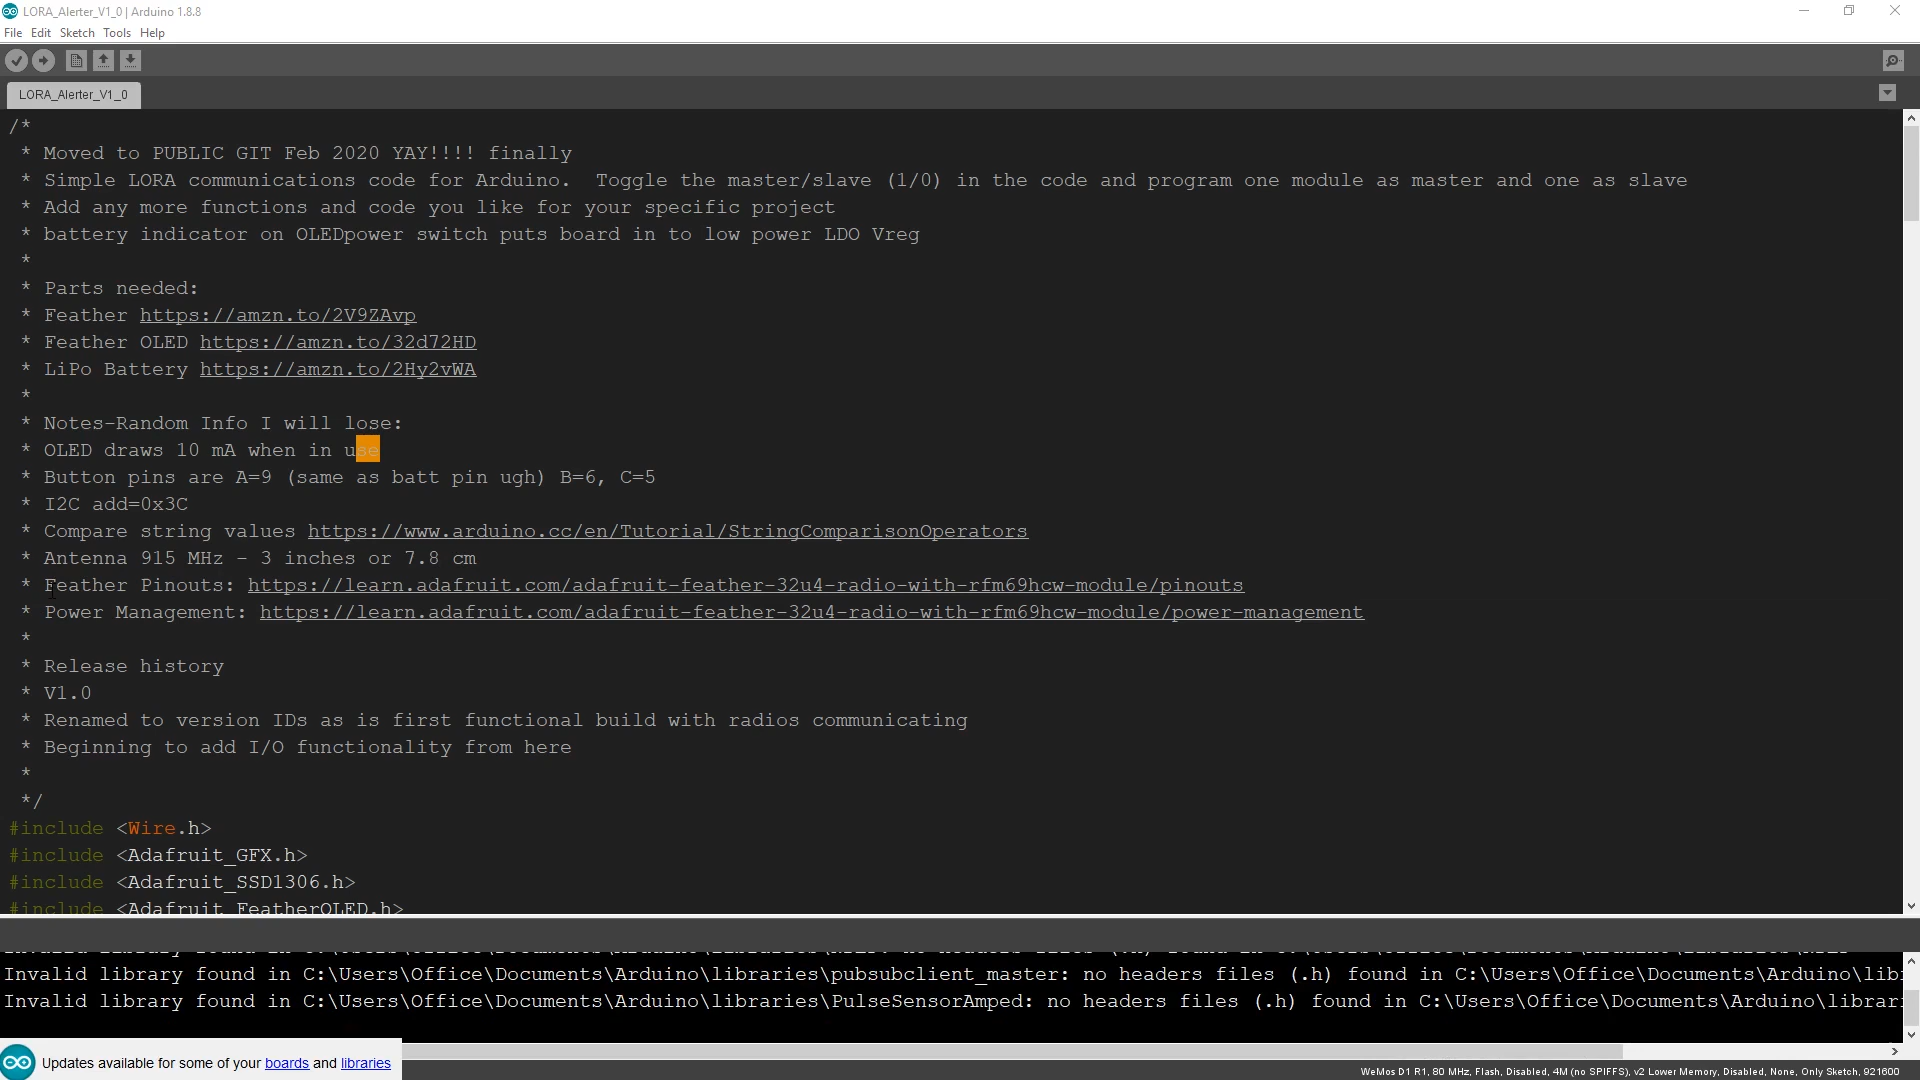 LORA_Alerter_V1_0 | Arduino 1.8.8
File Edit Sketch Tools Help
LORA_Alerter_V1_0
/*
* Moved to PUBLIC GIT Feb 2020 YAY!!!! finally
* Simple LORA communications code for Arduino.  Toggle the master/slave (1/0) in the code and program one module as master and one as slave
* Add any more functions and code you like for your specific project
* battery indicator on OLEDpower switch puts board in to low power LDO Vreg
*
* Parts needed:
* Feather https://amzn.to/2V9ZAvp
* Feather OLED https://amzn.to/32d72HD
* LiPo Battery https://amzn.to/2Hy2vWA
*
* Notes-Random Info I will lose:
* OLED draws 10 mA when in use
* Button pins are A=9 (same as batt pin ugh) B=6, C=5
* I2C add=0x3C
* Compare string values https://www.arduino.cc/en/Tutorial/StringComparisonOperators
* Antenna 915 MHz - 3 inches or 7.8 cm
* Feather Pinouts: https://learn.adafruit.com/adafruit-feather-32u4-radio-with-rfm69hcw-module/pinouts
* Power Management: https://learn.adafruit.com/adafruit-feather-32u4-radio-with-rfm69hcw-module/power-management
*
* Release history
* V1.0
* Renamed to version IDs as is first functional build with radios communicating
* Beginning to add I/O functionality from here
*
*/
#include <Wire.h>
#include <Adafruit_GFX.h>
#include <Adafruit_SSD1306.h>
#include <Adafruit_FeatherOLED.h>
Invalid library found in C:\Users\Office\Documents\Arduino\libraries\pubsubclient_master: no headers files (.h) found in C:\Users\Office\Documents\Arduino\lib
Invalid library found in C:\Users\Office\Documents\Arduino\libraries\PulseSensorAmped: no headers files (.h) found in C:\Users\Office\Documents\Arduino\librar
Updates available for some of your boards and libraries
WeMos D1 R1, 80 MHz, Flash, Disabled, 4M (no SPIFFS), v2 Lower Memory, Disabled, None, Only Sketch, 921600